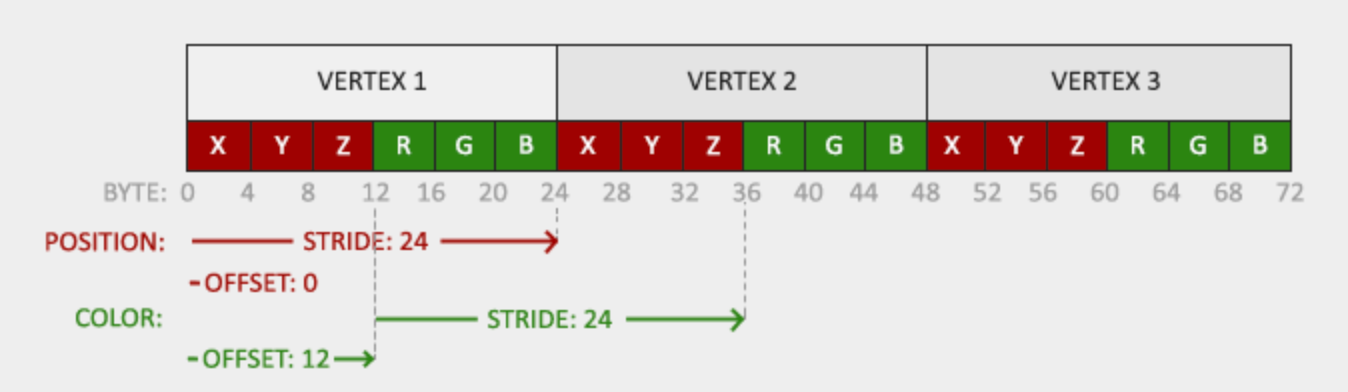 VERTEX 1 VERTEX 2 VERTEX 3
X Y Z R G B X Y Z R G B X Y Z R G B
BYTE: 0 4 8 12 16 20 24 28 32 36 40 44 48 52 56 60 64 68 72
POSITION: STRIDE: 24
OFFSET: 0
COLOR: STRIDE: 24
OFFSET: 12